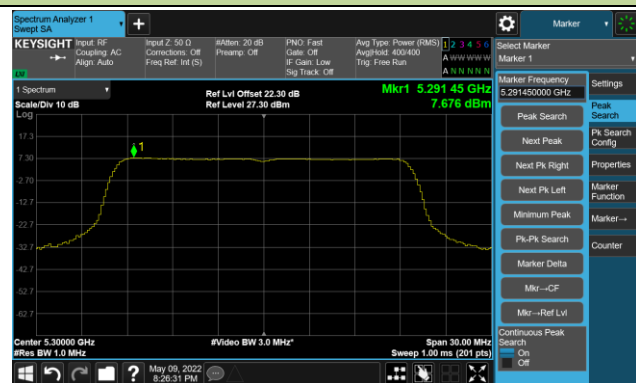 Spectrum Analyzer 1
Swept SA
+
Marker
KEYSIGHT
Input: RF
Coupling: AC
Align: Auto
Input Z: 50 Ω
Corrections: Off
Freq Ref: Int (S)
#Atten: 20 dB
Preamp: Off
PNO: Fast
Gate: Off
IF Gain: Low
Sig Track: Off
Avg Type: Power (RMS)
Avg|Hold: 400/400
Trig: Free Run
1 2 3 4 5 6
A W W W W W
A N N N N N
Select Marker
Marker 1
1 Spectrum
Scale/Div 10 dB
Log
Ref Lvl Offset 22.30 dB
Ref Level 27.30 dBm
Mkr1 5.291 45 GHz
7.676 dBm
17.3
7.30
-2.70
-12.7
-22.7
-32.7
-42.7
-52.7
-62.7
1
Center 5.30000 GHz
#Res BW 1.0 MHz
#Video BW 3.0 MHz*
Span 30.00 MHz
Sweep 1.00 ms (201 pts)
Marker Frequency
5.291450000 GHz
Peak Search
Next Peak
Next Pk Right
Next Pk Left
Minimum Peak
Pk-Pk Search
Marker Delta
Mkr→CF
Mkr→Ref Lvl
Continuous Peak
Search
On
Off
Settings
Peak
Search
Pk Search
Config
Properties
Marker
Function
Marker→
Counter
?
May 09, 2022
8:26:31 PM